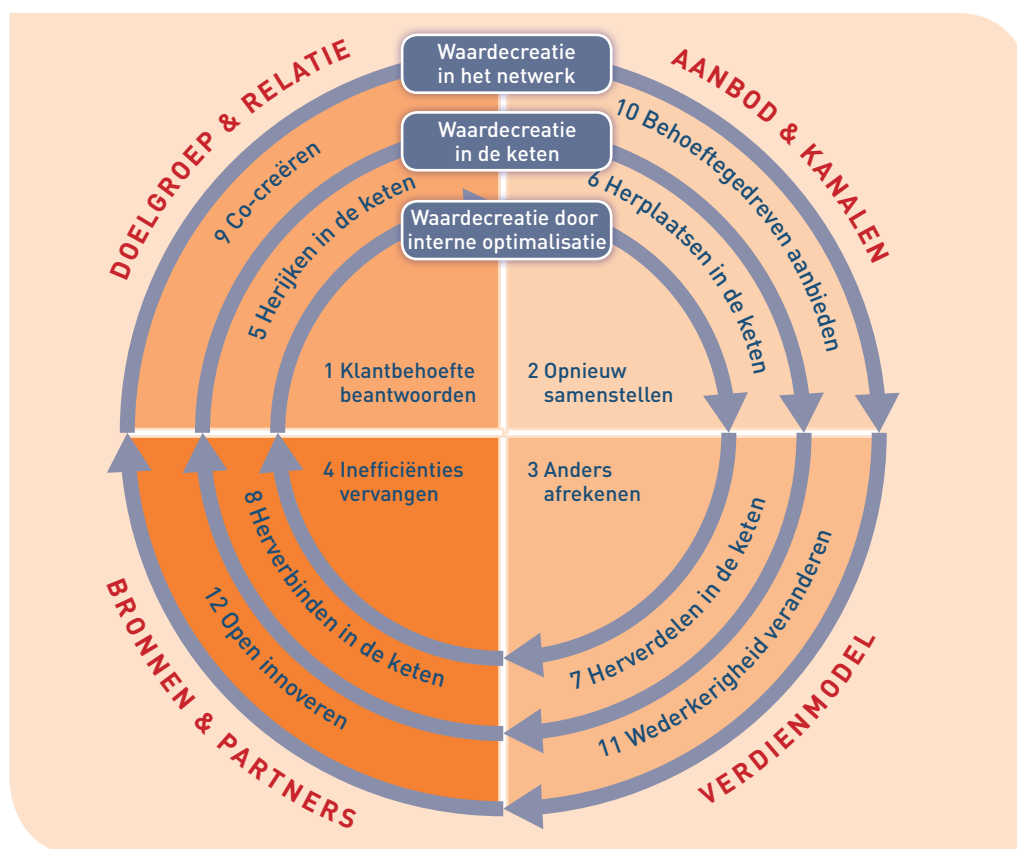 DOELGROEP & RELATIE
AANBOD & KANALEN
VERDIENMODEL
BRONNEN & PARTNERS
Waardecreatie
in het netwerk
Waardecreatie
in de keten
Waardecreatie door
interne optimalisatie
1 Klantbehoefte
beantwoorden
2 Opnieuw
samenstellen
3 Anders
afrekenen
4 Inefficiënties
vervangen
5 Herijken in de keten
6 Herplaatsen in de keten
7 Herverdelen in de keten
8 Herverbinden in de keten
9 Co-creëren
10 Behoeftegedreven aanbieden
11 Wederkerigheid veranderen
12 Open innoveren